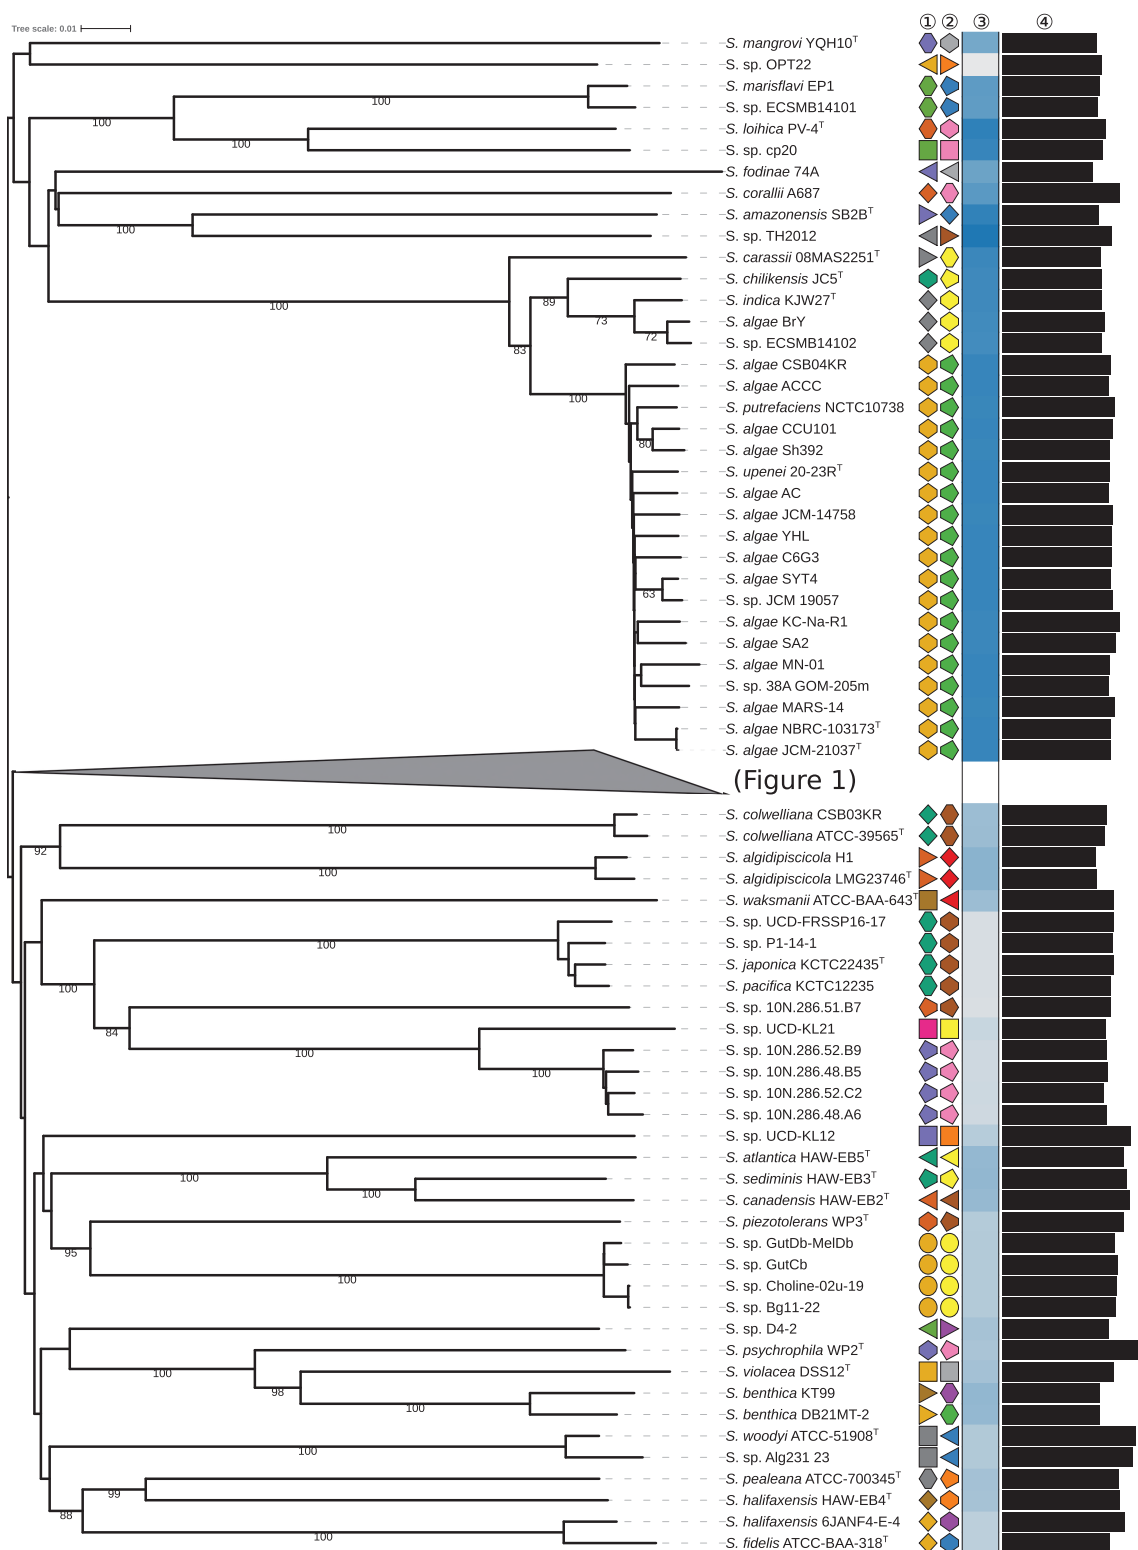 Tree scale: 0.01
① ② ③ ④
S. mangrovi YQH10T
S. sp. OPT22
S. marisflavi EP1
100
S. sp. ECSMB14101
100
S. loihica PV-4T
100
S. sp. cp20
S. fodinae 74A
S. corallii A687
S. amazonensis SB2BT
100
S. sp. TH2012
S. carassii 08MAS2251T
S. chilikensis JC5T
100
89
S. indica KJW27T
73
S. algae BrY
72
S. sp. ECSMB14102
83
S. algae CSB04KR
S. algae ACCC
100
S. putrefaciens NCTC10738
S. algae CCU101
80
S. algae Sh392
S. upenei 20-23RT
S. algae AC
S. algae JCM-14758
S. algae YHL
S. algae C6G3
S. algae SYT4
63
S. sp. JCM 19057
S. algae KC-Na-R1
S. algae SA2
S. algae MN-01
S. sp. 38A GOM-205m
S. algae MARS-14
S. algae NBRC-103173T
S. algae JCM-21037T
(Figure 1)
S. colwelliana CSB03KR
100
S. colwelliana ATCC-39565T
92
S. algidipiscicola H1
100
S. algidipiscicola LMG23746T
S. waksmanii ATCC-BAA-643T
S. sp. UCD-FRSSP16-17
100
S. sp. P1-14-1
S. japonica KCTC22435T
100
S. pacifica KCTC12235
S. sp. 10N.286.51.B7
84
S. sp. UCD-KL21
100
S. sp. 10N.286.52.B9
100
S. sp. 10N.286.48.B5
S. sp. 10N.286.52.C2
S. sp. 10N.286.48.A6
S. sp. UCD-KL12
S. atlantica HAW-EB5T
100
S. sediminis HAW-EB3T
100
S. canadensis HAW-EB2T
S. piezotolerans WP3T
95
S. sp. GutDb-MelDb
S. sp. GutCb
100
S. sp. Choline-02u-19
S. sp. Bg11-22
S. sp. D4-2
S. psychrophila WP2T
100
S. violacea DSS12T
98
S. benthica KT99
100
S. benthica DB21MT-2
S. woodyi ATCC-51908T
100
S. sp. Alg231 23
S. pealeana ATCC-700345T
99
S. halifaxensis HAW-EB4T
88
S. halifaxensis 6JANF4-E-4
100
S. fidelis ATCC-BAA-318T